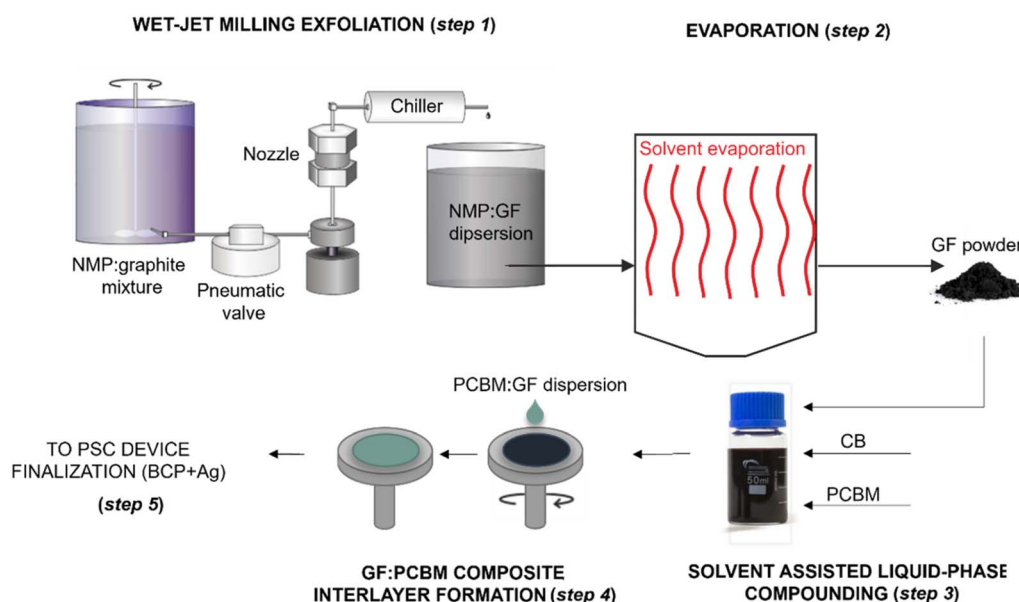 WET-JET MILLING EXFOLIATION (step 1)
EVAPORATION (step 2)
Chiller
Nozzle
NMP:graphite
mixture
Pneumatic
valve
NMP:GF
dipsersion
Solvent evaporation
GF powder
CB
PCBM
50ml
SOLVENT ASSISTED LIQUID-PHASE
COMPOUNDING (step 3)
PCBM:GF dispersion
GF:PCBM COMPOSITE
INTERLAYER FORMATION (step 4)
TO PSC DEVICE
FINALIZATION (BCP+Ag)
(step 5)